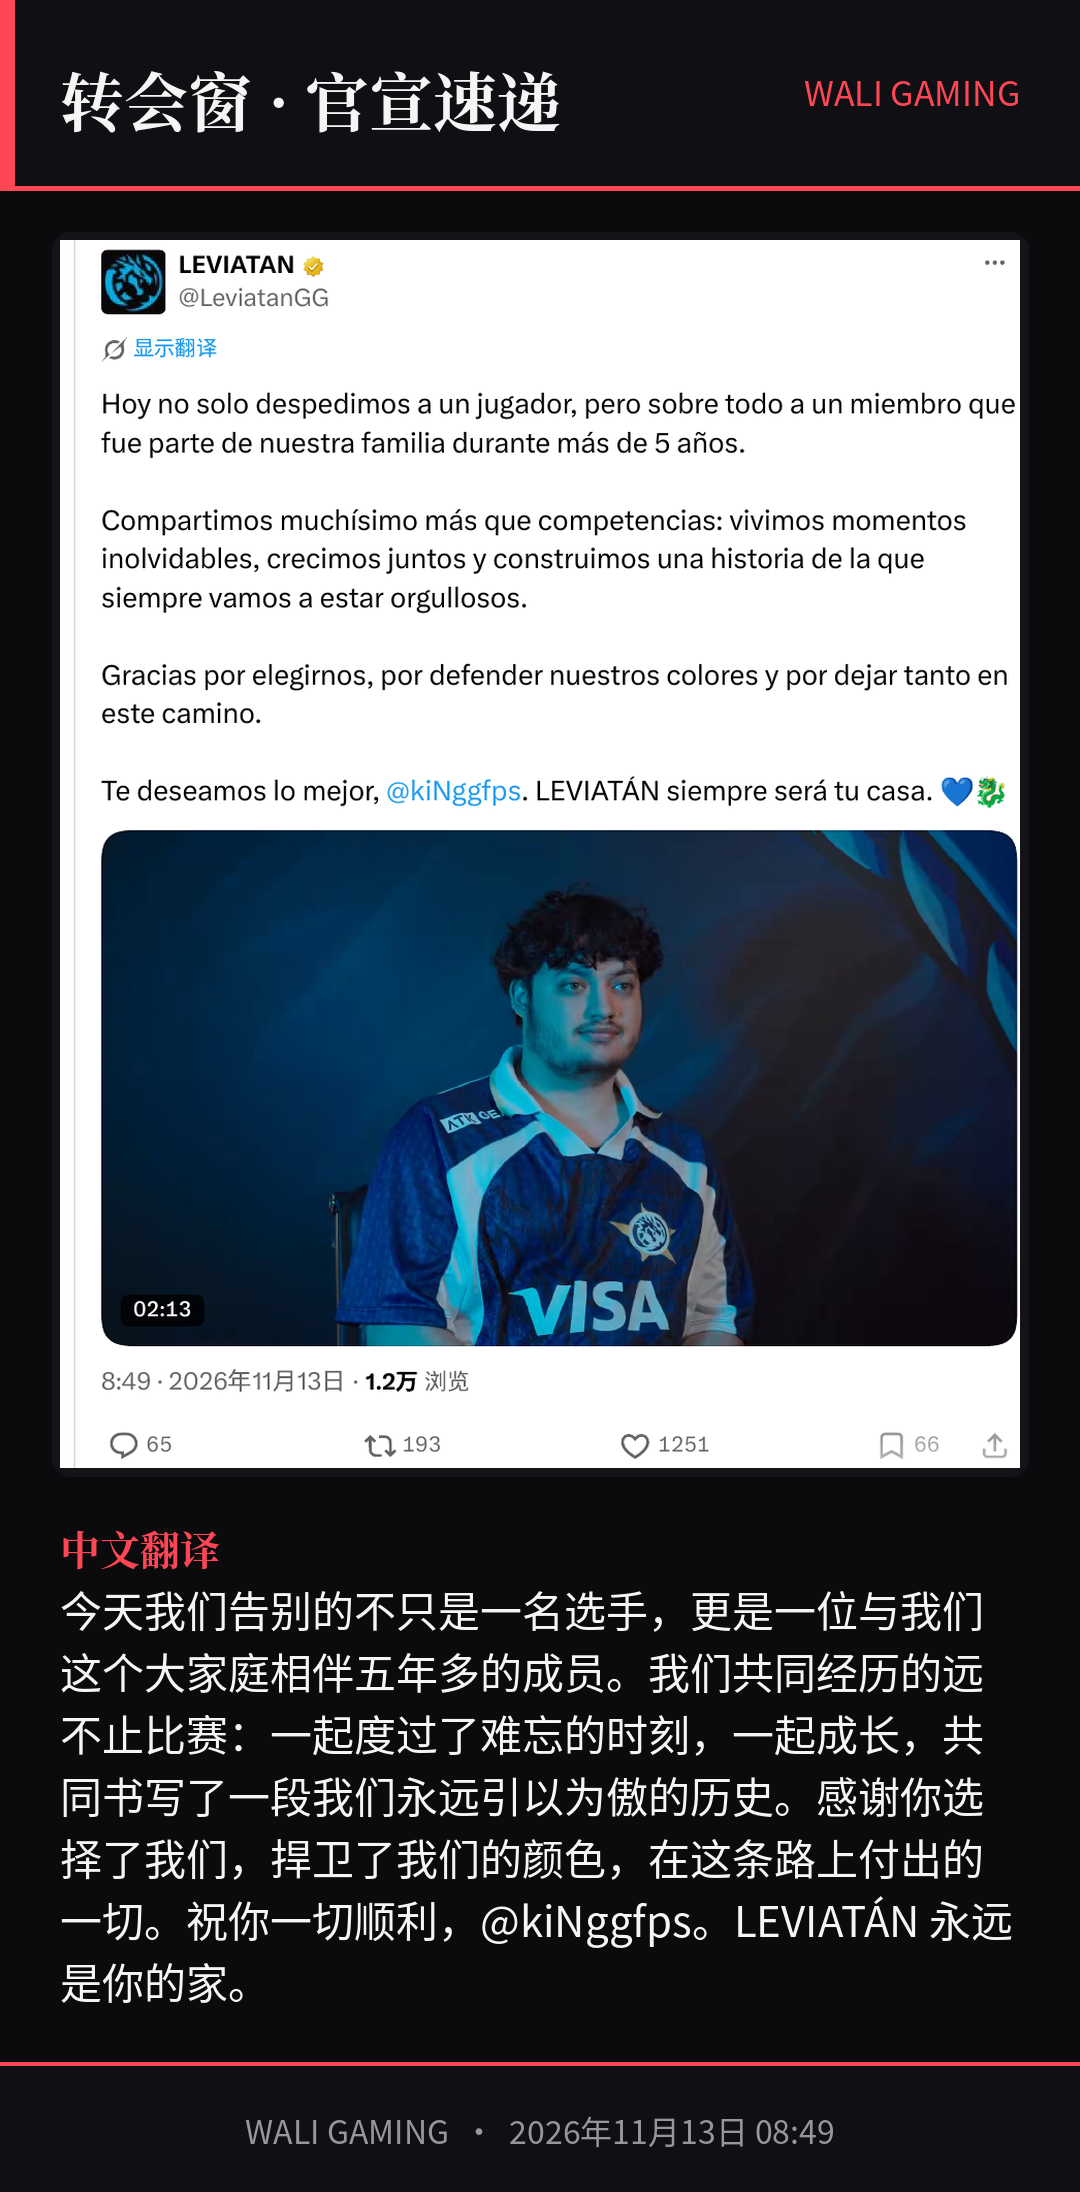 转会窗 · 官宣速递
WALI GAMING
LEVIATAN
@LeviatanGG
显示翻译
Hoy no solo despedimos a un jugador, pero sobre todo a un miembro que
fue parte de nuestra familia durante más de 5 años.
Compartimos muchísimo más que competencias: vivimos momentos
inolvidables, crecimos juntos y construimos una historia de la que
siempre vamos a estar orgullosos.
Gracias por elegirnos, por defender nuestros colores y por dejar tanto en
este camino.
Te deseamos lo mejor, @kiNggfps. LEVIATÁN siempre será tu casa. 💙🐉
ATK GE
VISA
02:13
8:49 · 2026年11月13日 · 1.2万 浏览
65 193 1251 66
中文翻译
今天我们告别的不只是一名选手，更是一位与我们
这个大家庭相伴五年多的成员。我们共同经历的远
不止比赛：一起度过了难忘的时刻，一起成长，共
同书写了一段我们永远引以为傲的历史。感谢你选
择了我们，捍卫了我们的颜色，在这条路上付出的
一切。祝你一切顺利，@kiNggfps。LEVIATÁN 永远
是你的家。
WALI GAMING · 2026年11月13日 08:49